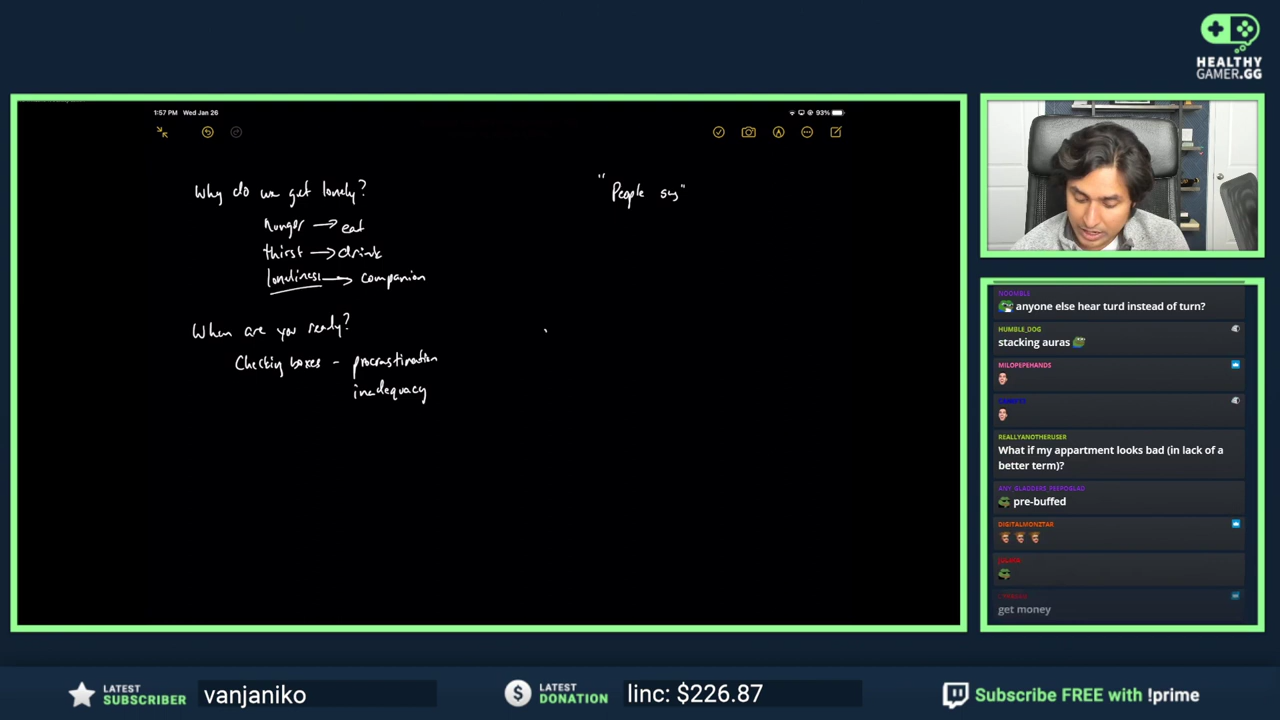 HEALTHY
GAMER.GG
1:57 PM Wed Jan 26
93%
Why do we get lonely?
hunger → eat
thirst → drink
loneliness → companion
When are you ready?
Checking boxes - procrastination
inadequacy
"People say"
NOOMBLS
anyone else hear turd instead of turn?
HUMBLE_DOG
stacking auras
MILOPEPEHANDS
REALLYANOTHERUSER
What if my appartment looks bad (in lack of a
better term)?
ANY_GLADDERS_PEEPOGLAD
pre-buffed
DIGITALMONZTAR
get money
LATEST
SUBSCRIBER
vanjaniko
LATEST
DONATION
linc: $226.87
Subscribe FREE with !prime